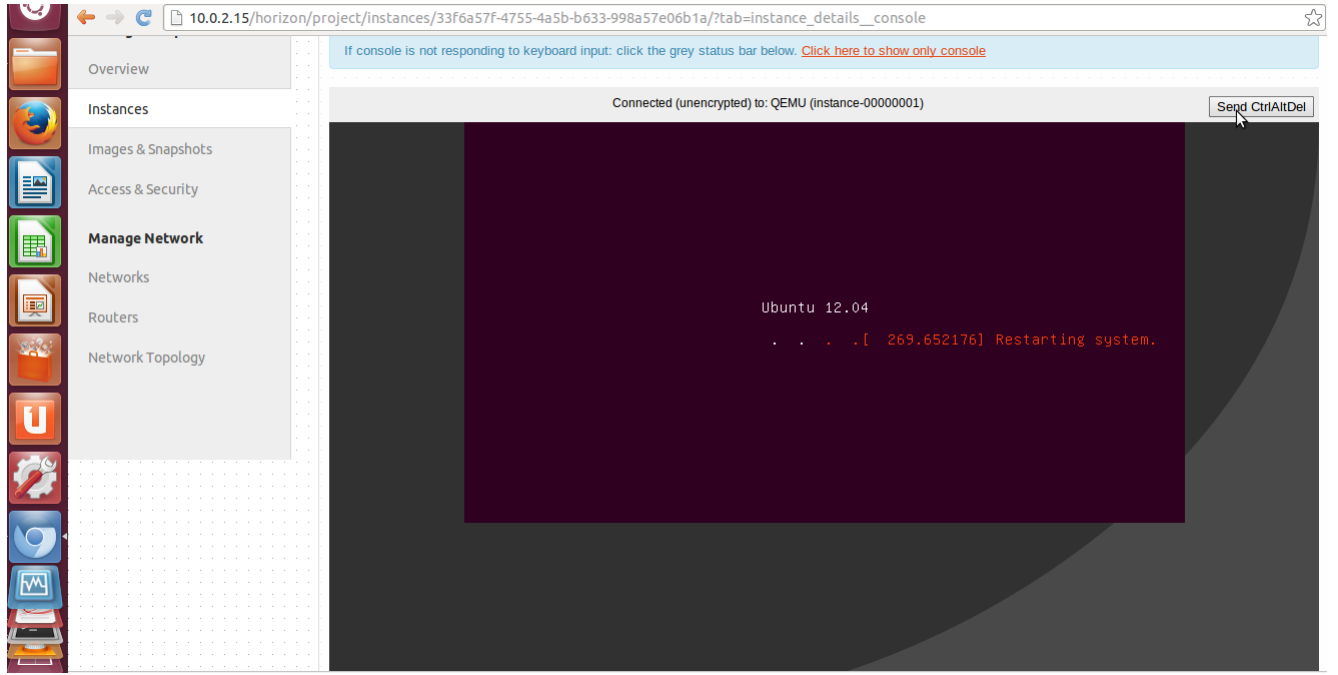 10.0.2.15/horizon/project/instances/33f6a57f-4755-4a5b-b633-998a57e06b1a/?tab=instance_details__console
If console is not responding to keyboard input: click the grey status bar below. Click here to show only console
Overview
Instances
Images & Snapshots
Access & Security
Manage Network
Networks
Routers
Network Topology
Connected (unencrypted) to: QEMU (instance-00000001)
Send CtrlAltDel
Ubuntu 12.04
. . . .[  269.652176] Restarting system.